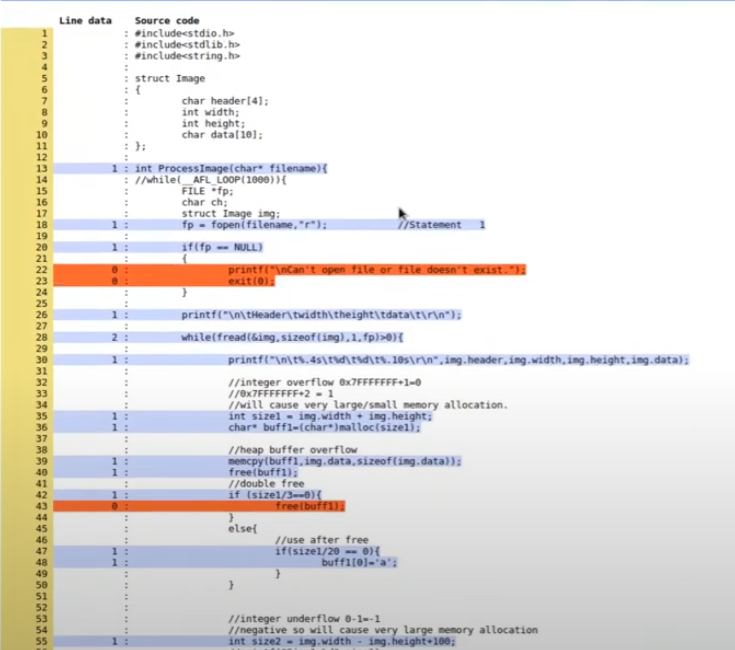 Line data Source code
1 : #include<stdio.h>
2 : #include<stdlib.h>
3 : #include<string.h>
4 :
5 : struct Image
6 : {
7 : char header[4];
8 : int width;
9 : int height;
10 : char data[10];
11 : };
12 :
13 1 : int ProcessImage(char* filename){
14 : //while(__AFL_LOOP(1000)){
15 : FILE *fp;
16 : char ch;
17 : struct Image img;
18 1 : fp = fopen(filename,"r"); //Statement 1
19 :
20 1 : if(fp == NULL)
21 : {
22 0 : printf("\nCan't open file or file doesn't exist.");
23 0 : exit(0);
24 : }
25 :
26 1 : printf("\n\tHeader\twidth\theight\tdata\t\r\n");
27 :
28 2 : while(fread(&img,sizeof(img),1,fp)>0){
29 :
30 1 : printf("\n\t%.4s\t%d\t%d\t%.10s\r\n",img.header,img.width,img.height,img.data);
31 :
32 : //integer overflow 0x7FFFFFFF+1=0
33 : //0x7FFFFFFF+2 = 1
34 : //will cause very large/small memory allocation.
35 1 : int size1 = img.width + img.height;
36 1 : char* buff1=(char*)malloc(size1);
37 :
38 : //heap buffer overflow
39 1 : memcpy(buff1,img.data,sizeof(img.data));
40 1 : free(buff1);
41 : //double free
42 1 : if (size1/3==0){
43 0 : free(buff1);
44 : }
45 : else{
46 : //use after free
47 1 : if(size1/20 == 0){
48 1 : buff1[0]='a';
49 : }
50 : }
51 :
52 :
53 : //integer underflow 0-1=-1
54 : //negative so will cause very large memory allocation
55 1 : int size2 = img.width - img.height+100;